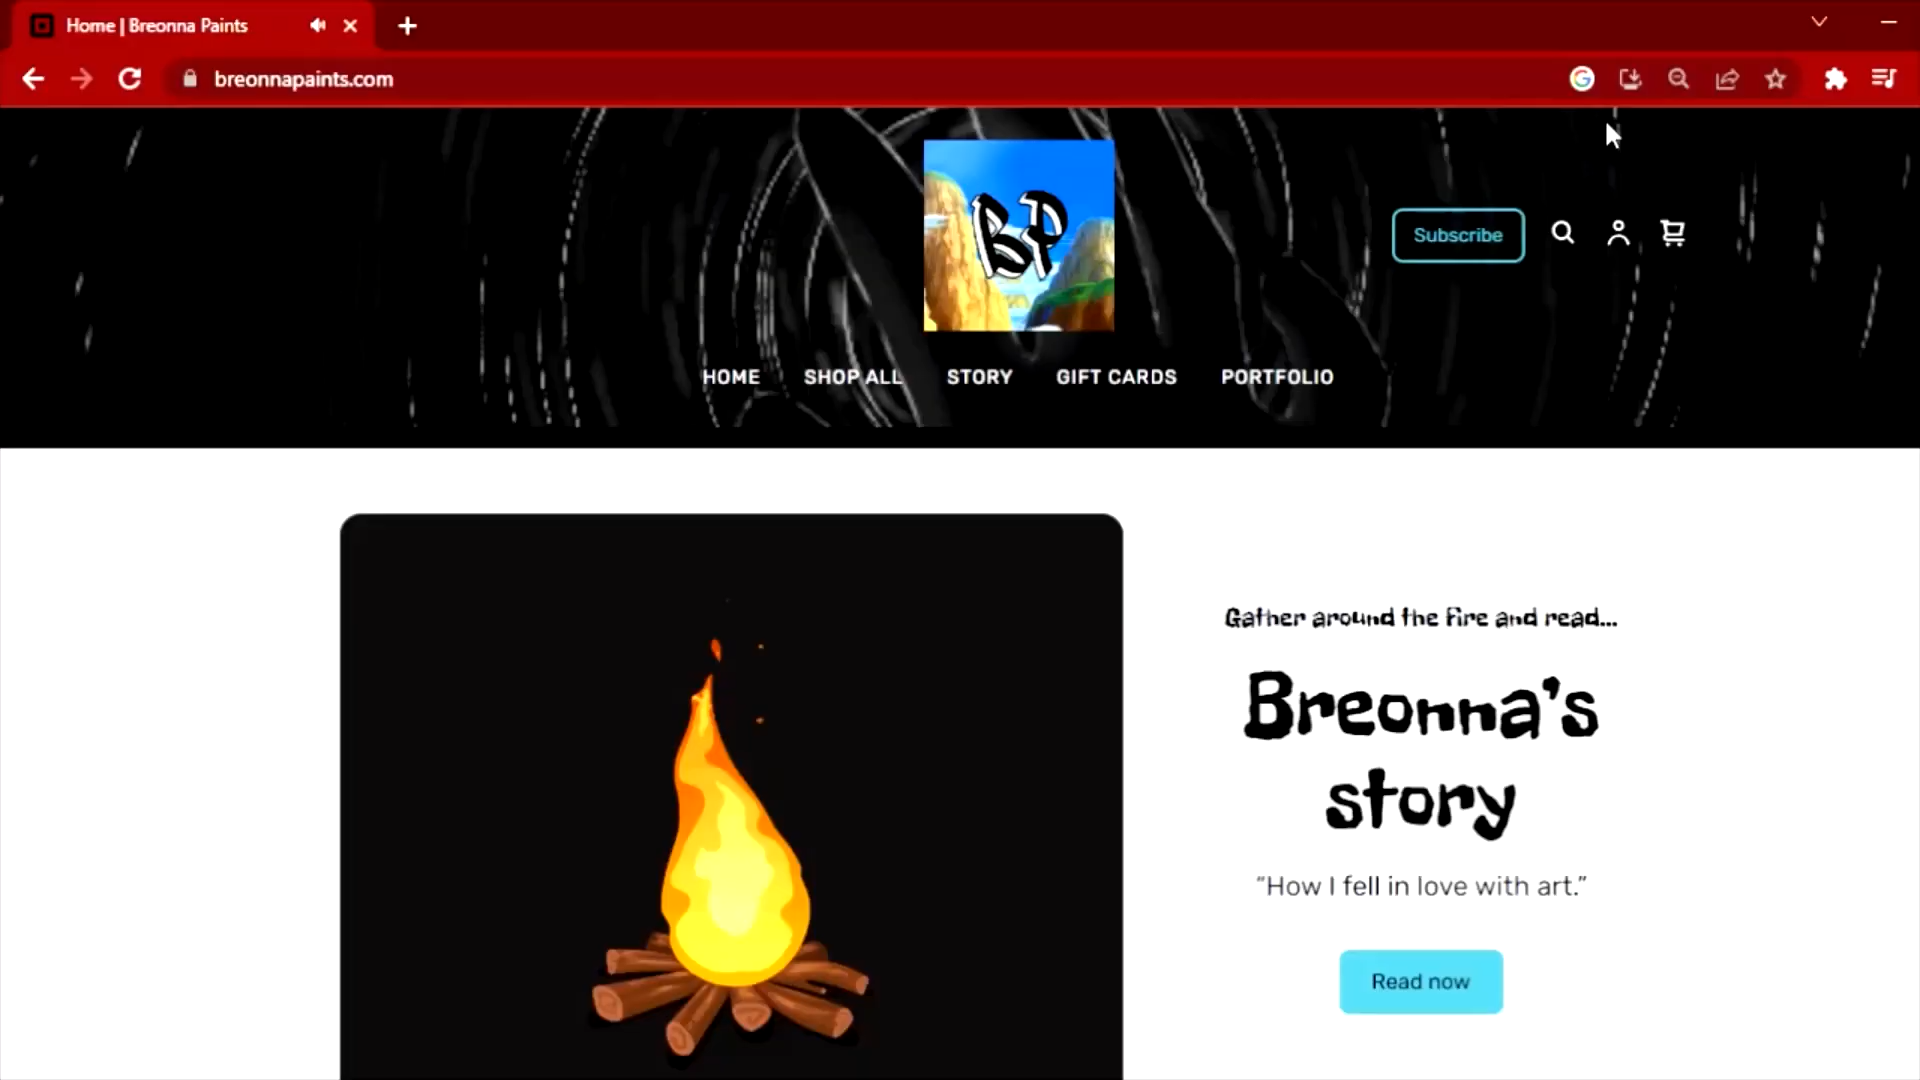 Home | Breonna Paints
breonnapaints.com
BP
Subscribe
HOME SHOP ALL STORY GIFT CARDS PORTFOLIO
Gather around the fire and read...
Breonna's
story
“How I fell in love with art.”
Read now